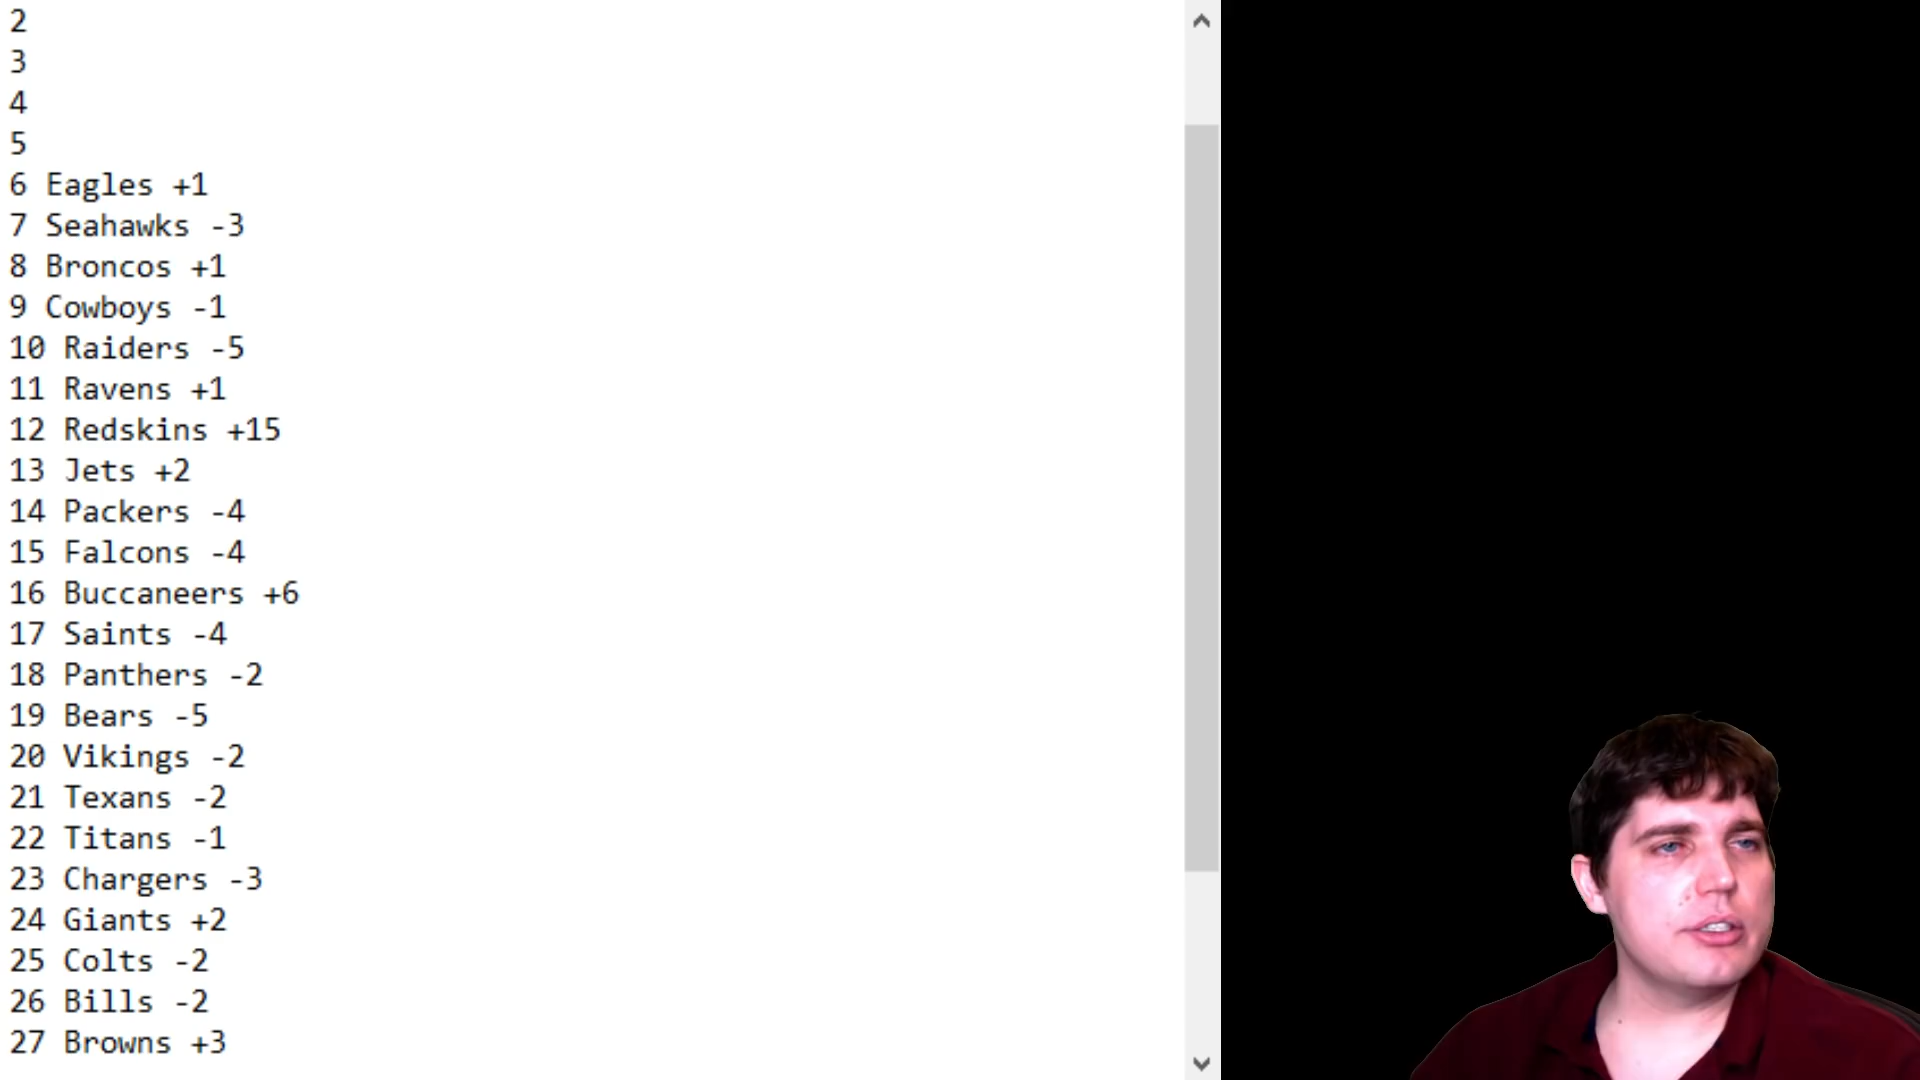 2
3
4
5
6 Eagles +1
7 Seahawks -3
8 Broncos +1
9 Cowboys -1
10 Raiders -5
11 Ravens +1
12 Redskins +15
13 Jets +2
14 Packers -4
15 Falcons -4
16 Buccaneers +6
17 Saints -4
18 Panthers -2
19 Bears -5
20 Vikings -2
21 Texans -2
22 Titans -1
23 Chargers -3
24 Giants +2
25 Colts -2
26 Bills -2
27 Browns +3